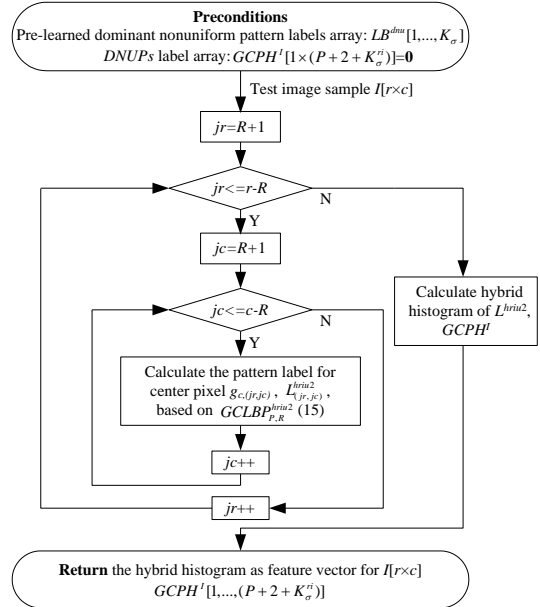 Preconditions
Pre-learned dominant nonuniform pattern labels array: LB^{dnu}[1,...,K_σ]
DNUPs label array: GCPH^I[1×(P+2+K_σ^{ri})]=0
Test image sample I[r×c]
jr=R+1
jr<=r-R
N
Y
jc=R+1
jc<=c-R
N
Y
Calculate hybrid
histogram of L^{hriu2},
GCPH^I
Calculate the pattern label for
center pixel g_{c,(jr,jc)}, L_{(jr,jc)}^{hriu2},
based on GCLBP_{P,R}^{hriu2} (15)
jc++
jr++
Return the hybrid histogram as feature vector for I[r×c]
GCPH^I[1,...,(P+2+K_σ^{ri})]